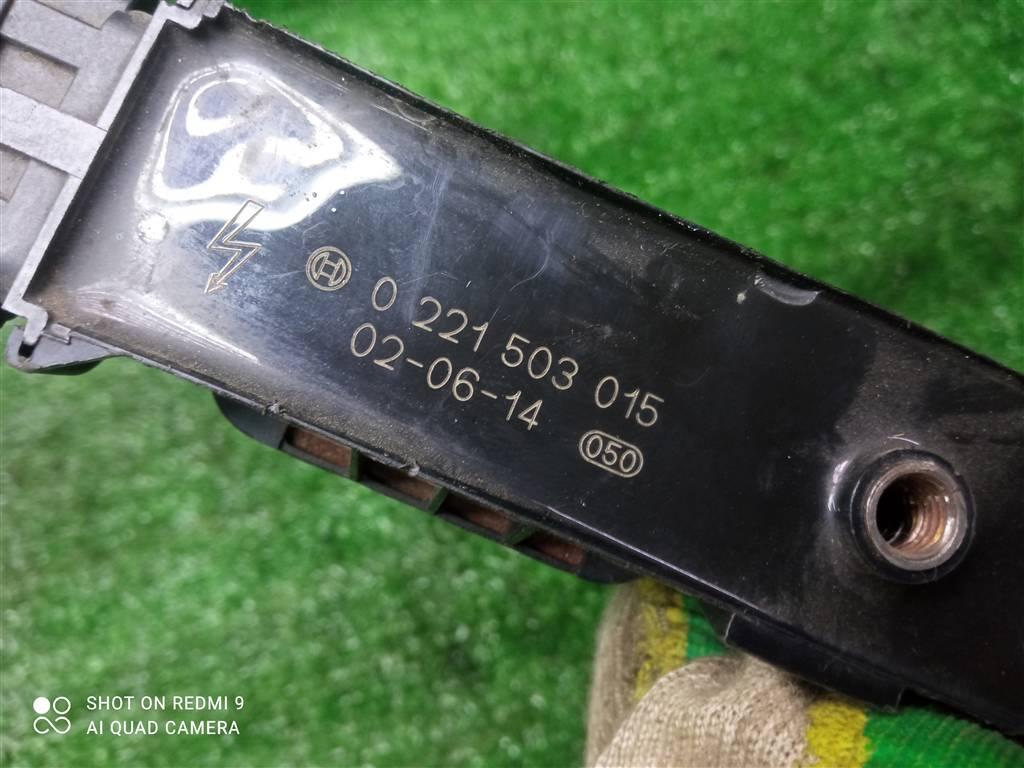 0 221 503 015
02-06-14
050
SHOT ON REDMI 9
AI QUAD CAMERA